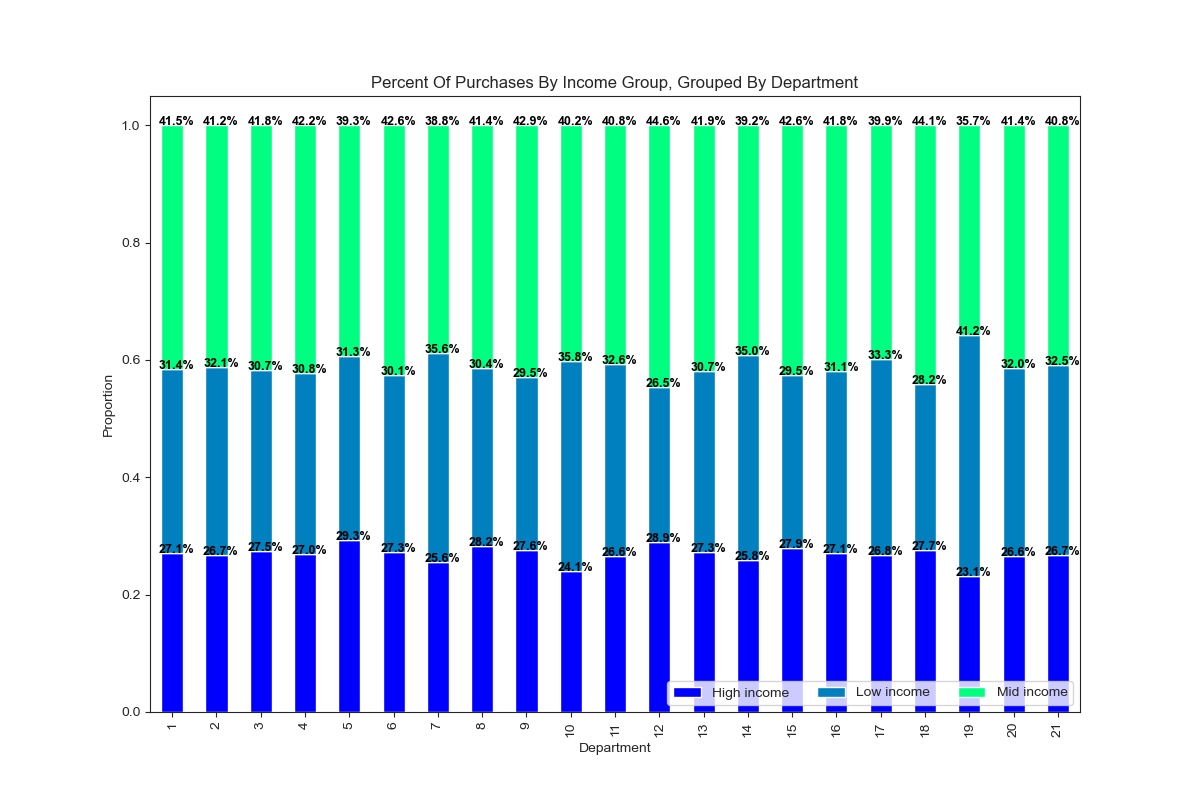 Percent Of Purchases By Income Group, Grouped By Department
1.0
0.8
0.6
0.4
0.2
0.0
Proportion
41.5% 41.2% 41.8% 42.2% 39.3% 42.6% 38.8% 41.4% 42.9% 40.2% 40.8% 44.6% 41.9% 39.2% 42.6% 41.8% 39.9% 44.1% 35.7% 41.4% 40.8%
31.4% 32.1% 30.7% 30.8% 31.3% 30.1% 35.6% 30.4% 29.5% 35.8% 32.6% 26.5% 30.7% 35.0% 29.5% 31.1% 33.3% 28.2% 41.2% 32.0% 32.5%
27.1% 26.7% 27.5% 27.0% 29.3% 27.3% 25.6% 28.2% 27.6% 24.1% 26.6% 28.9% 27.3% 25.8% 27.9% 27.1% 26.8% 27.7% 23.1% 26.6% 26.7%
High income Low income Mid income
1 2 3 4 5 6 7 8 9 10 11 12 13 14 15 16 17 18 19 20 21
Department